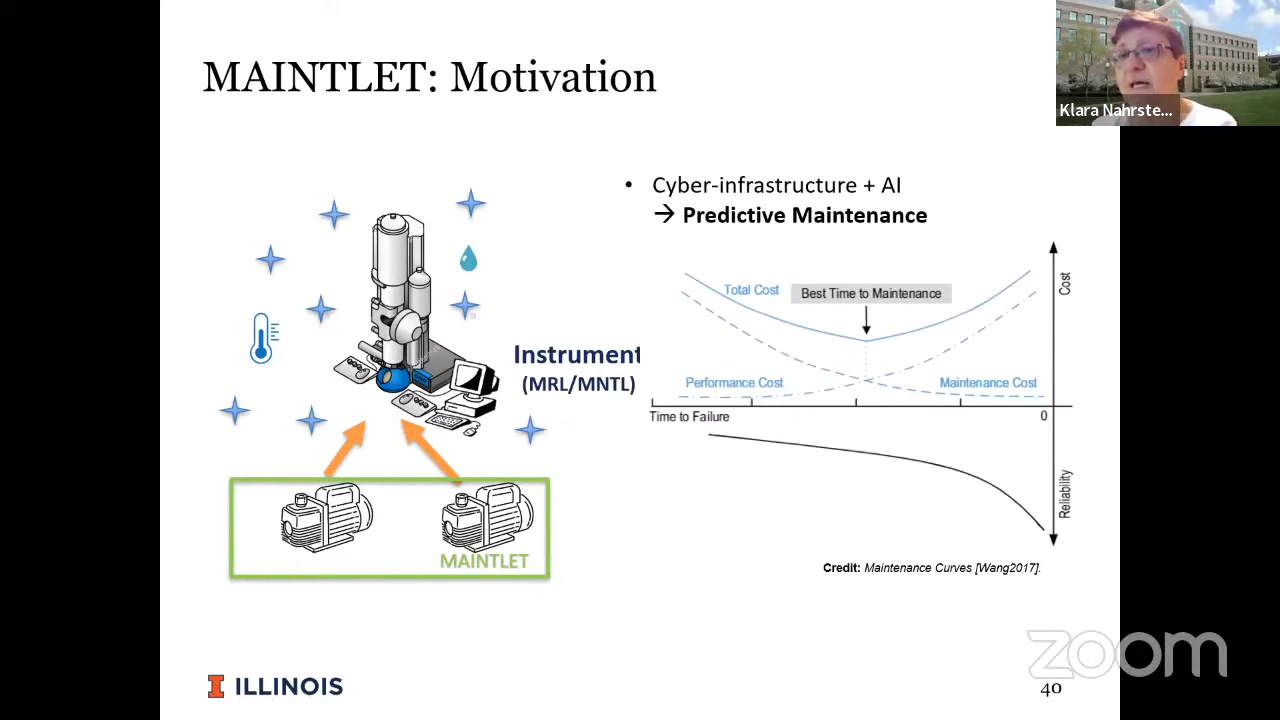 MAINTLET: Motivation
Klara Nahrste...
• Cyber-infrastructure + AI
→ Predictive Maintenance
Total Cost
Best Time to Maintenance
Cost
Instrument
(MRL/MNTL)
Performance Cost
Maintenance Cost
Time to Failure
0
Reliability
MAINTLET
Credit: Maintenance Curves [Wang2017].
zoom
I ILLINOIS
40